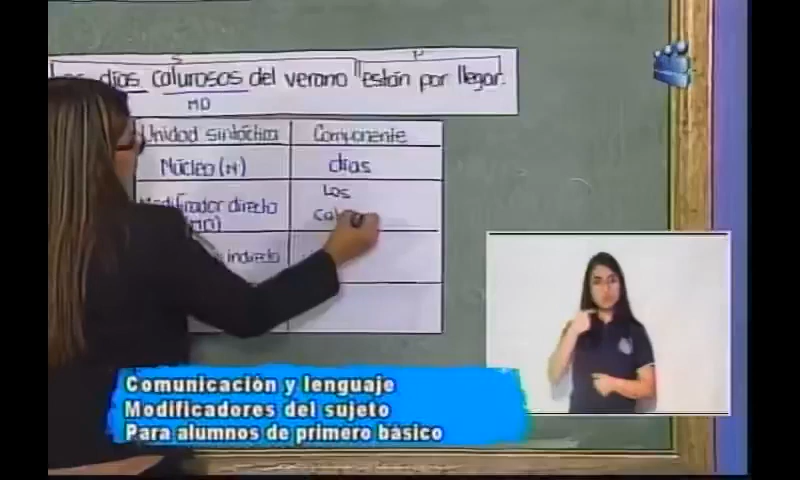 S P
días calurosos del verano están por llegar.
MD
Unidad sintáctica Componente
Núcleo (N) días
Modificador directo Los
(MD) Cal
indirecto
Comunicación y lenguaje
Modificadores del sujeto
Para alumnos de primero básico